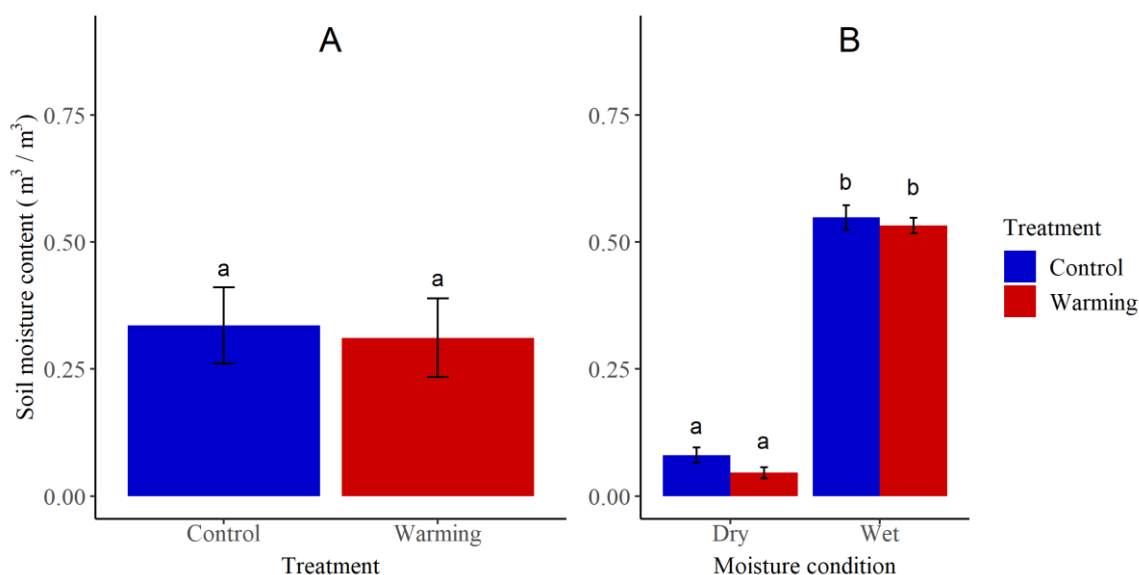 A
Soil moisture content ( m³ / m³)
0.75
0.50
0.25
0.00
a
a
Control
Warming
Treatment
B
0.75
0.50
0.25
0.00
a
a
b
b
Dry
Wet
Moisture condition
Treatment
Control
Warming